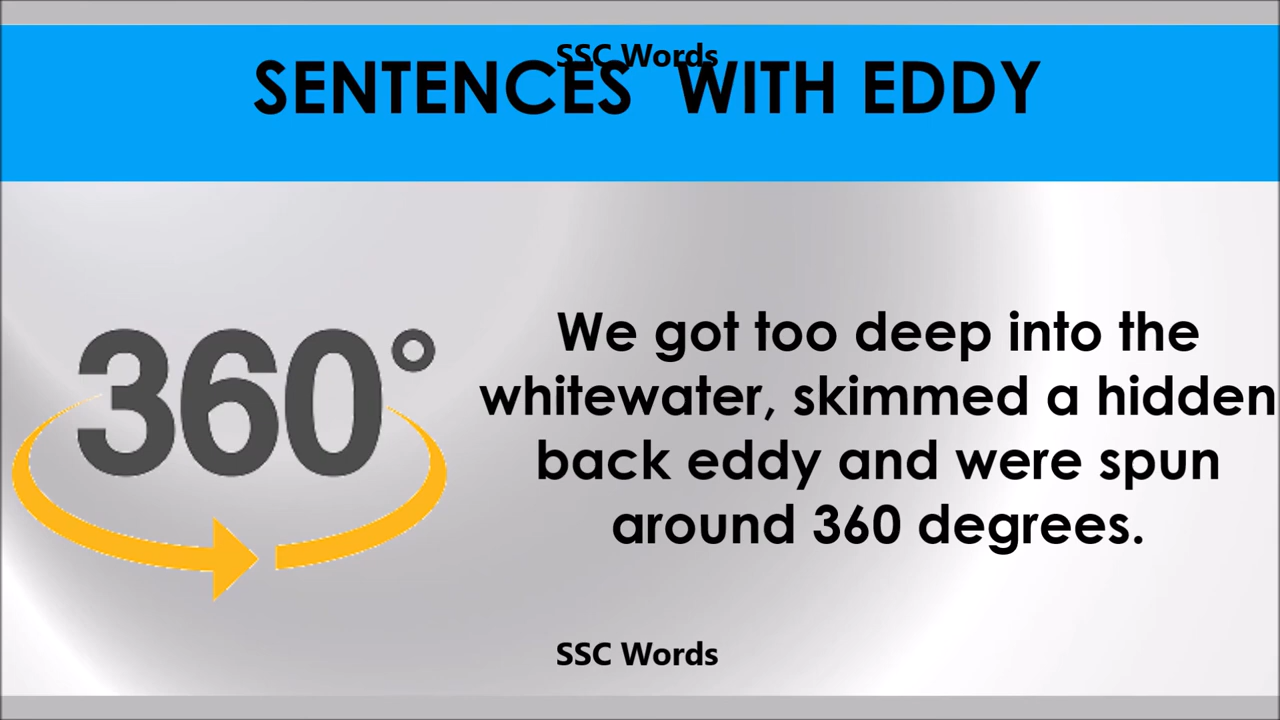 SSC Words
SENTENCES WITH EDDY
360°
We got too deep into the
whitewater, skimmed a hidden
back eddy and were spun
around 360 degrees.
SSC Words